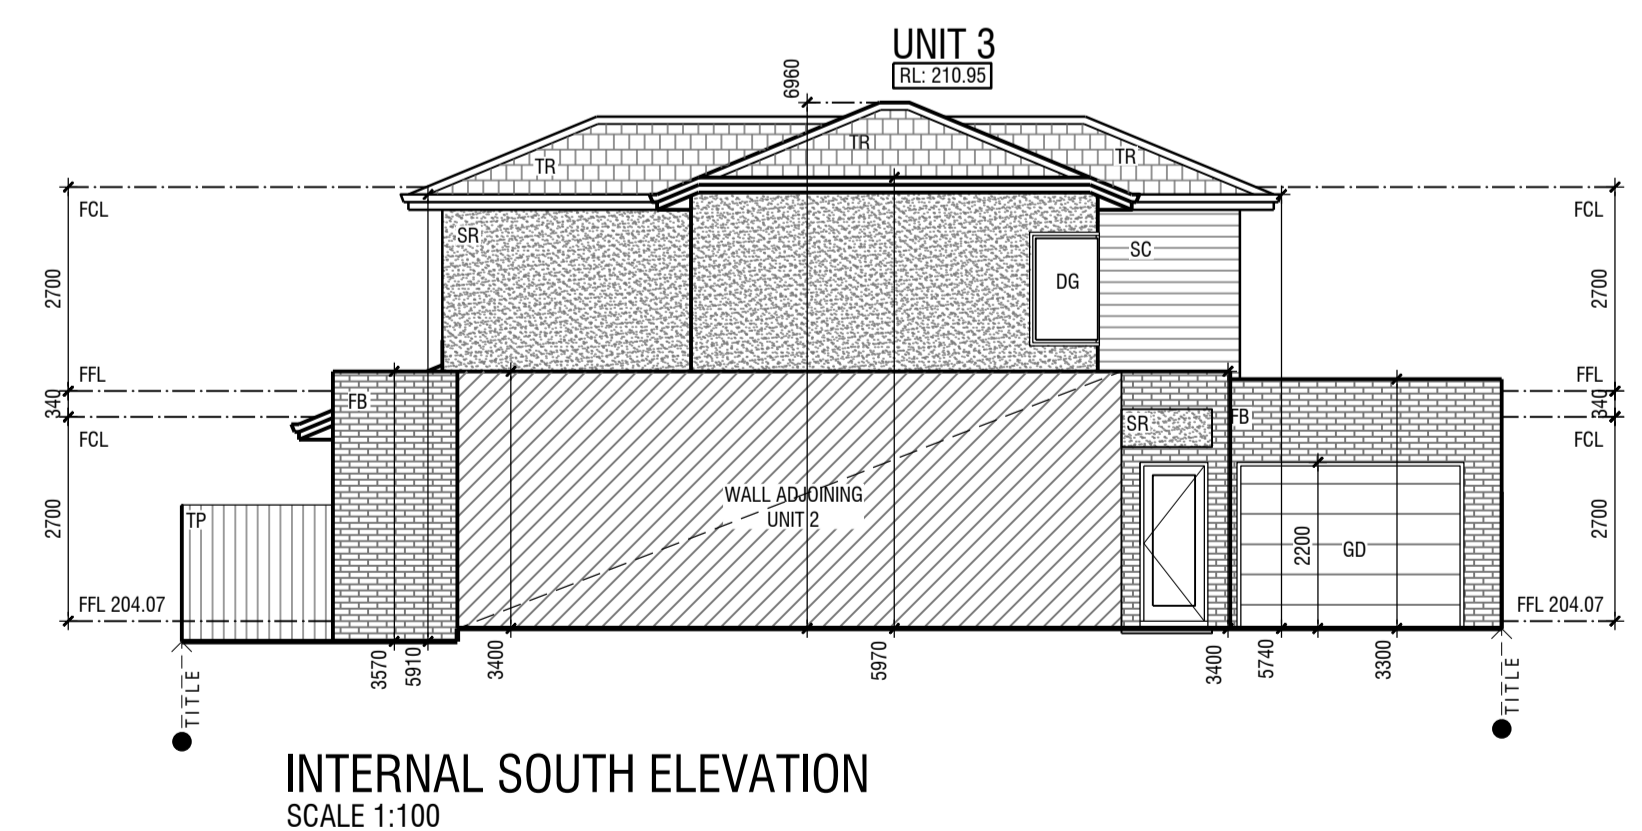 UNIT 3
RL: 210.95
6960
TR
TR
TR
FCL
FCL
SR
SC
DG
2700
2700
FFL
FFL
340
340
FB
FB
SR
FCL
FCL
WALL ADJOINING
UNIT 2
TP
2700
2700
2200
GD
FFL 204.07
FFL 204.07
3570
5910
3400
5970
3400
5740
3300
TITLE
TITLE
INTERNAL SOUTH ELEVATION
SCALE 1:100